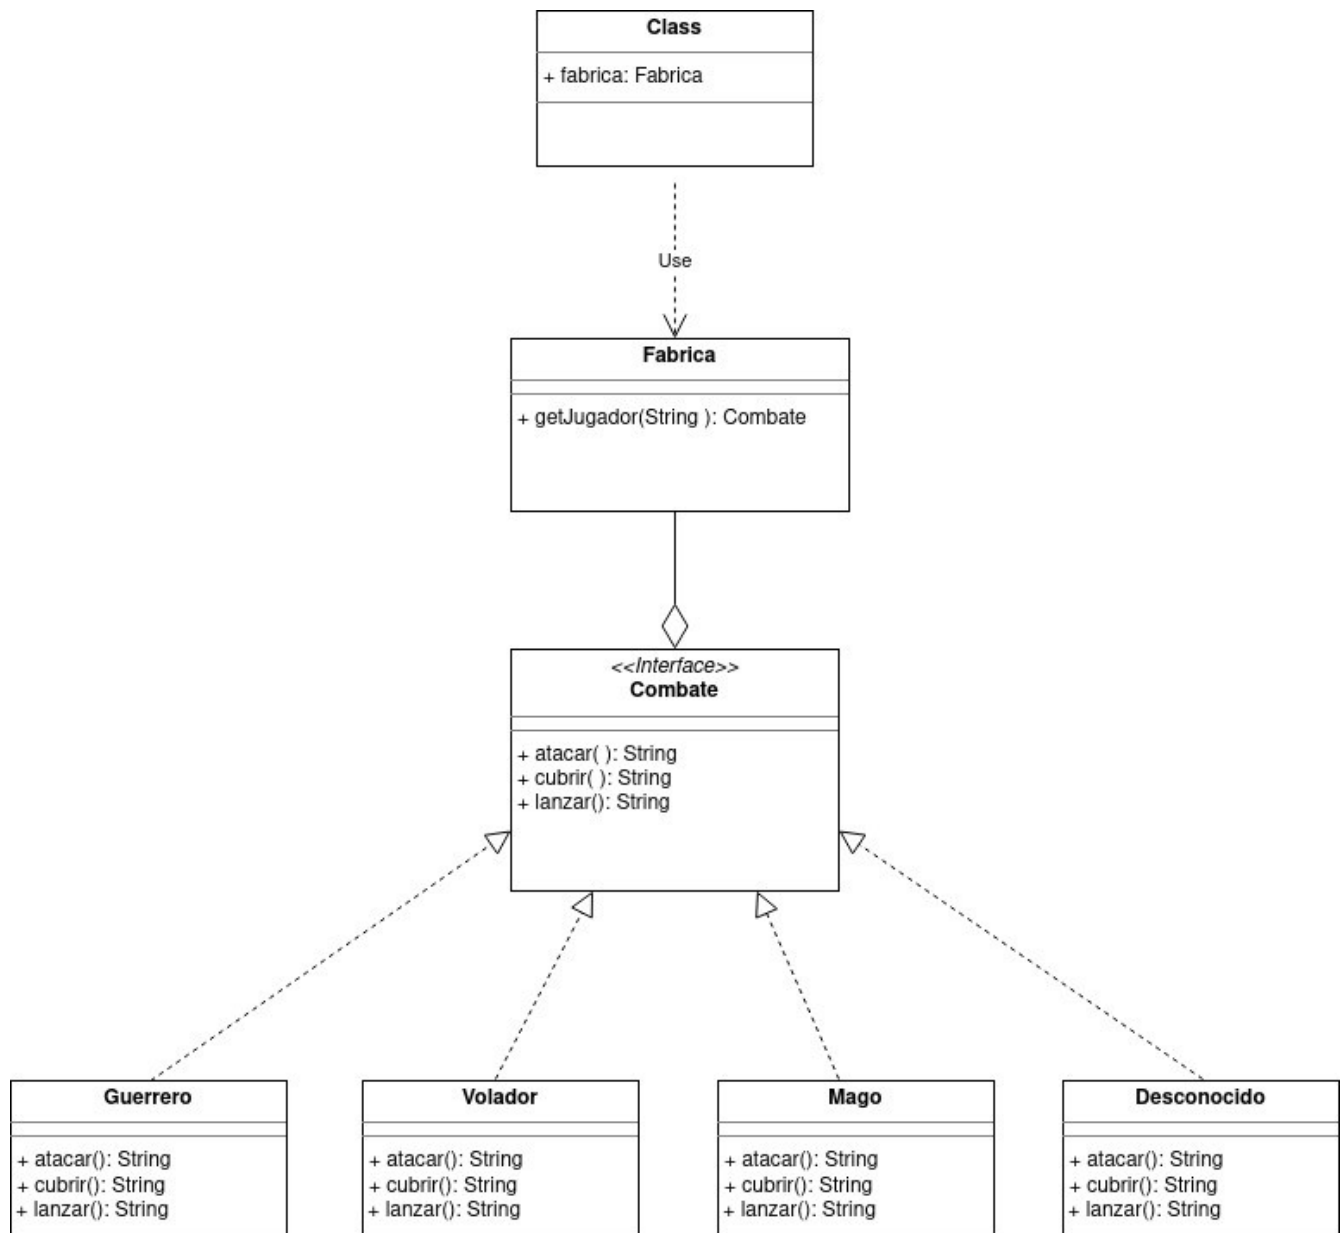 Class
+ fabrica: Fabrica
Use
Fabrica
+ getJugador(String ): Combate
<<Interface>>
Combate
+ atacar( ): String
+ cubrir( ): String
+ lanzar(): String
Guerrero
+ atacar(): String
+ cubrir(): String
+ lanzar(): String
Volador
+ atacar(): String
+ cubrir(): String
+ lanzar(): String
Mago
+ atacar(): String
+ cubrir(): String
+ lanzar(): String
Desconocido
+ atacar(): String
+ cubrir(): String
+ lanzar(): String